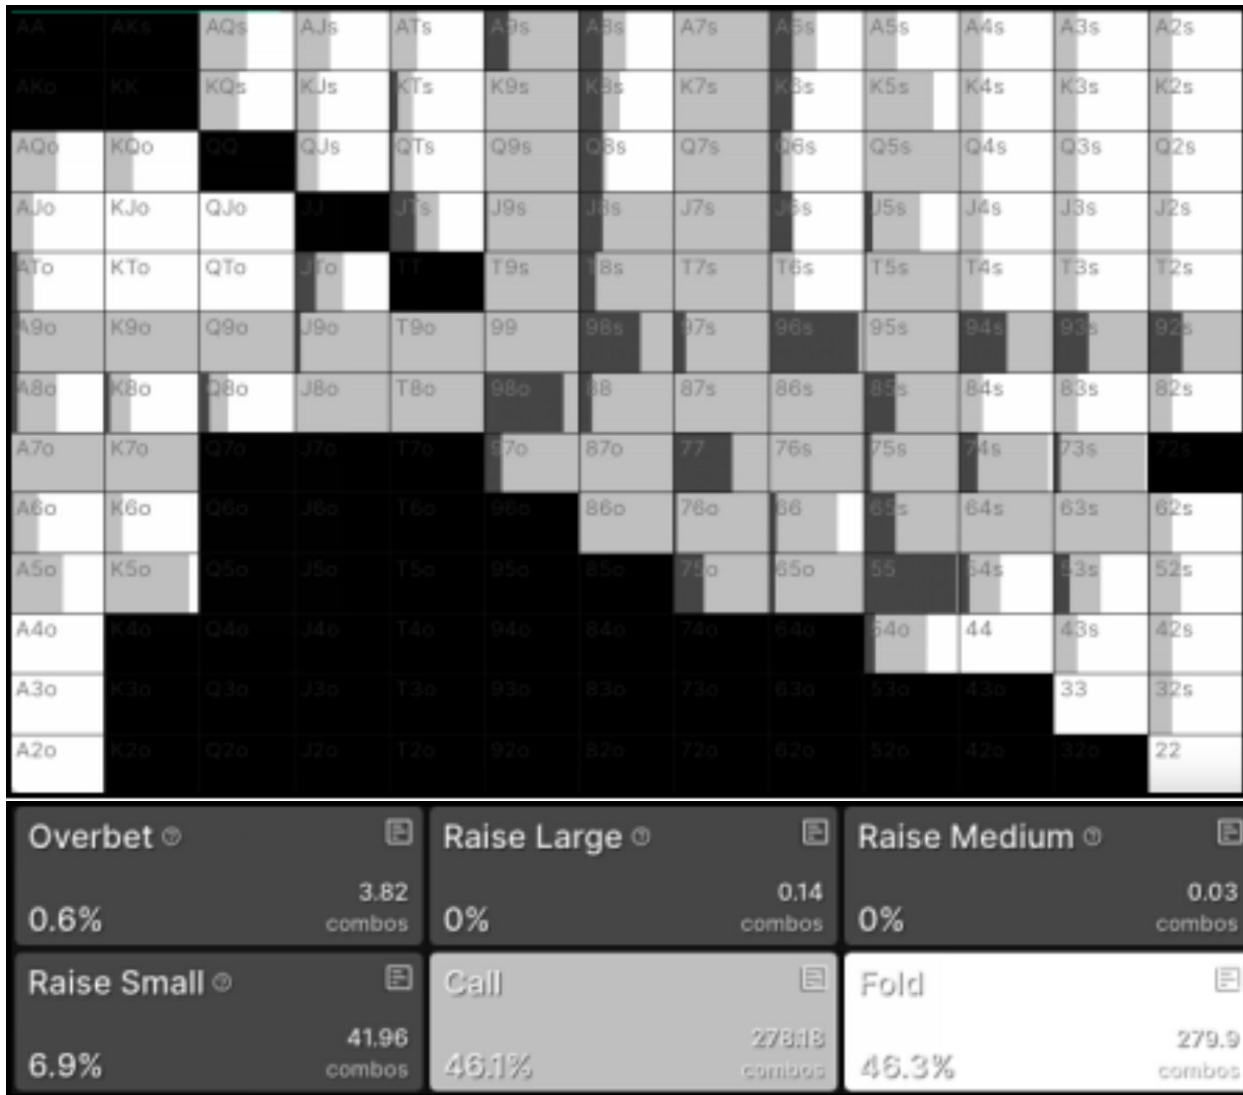 AA AKs AQs AJs ATs A9s A8s A7s A6s A5s A4s A3s A2s
AKo KK KQs KJs KTs K9s K8s K7s K6s K5s K4s K3s K2s
AQo KQo QQ QJs QTs Q9s Q8s Q7s Q6s Q5s Q4s Q3s Q2s
AJo KJo QJo JJ JTs J9s J8s J7s J6s J5s J4s J3s J2s
ATo KTo QTo JTo TT T9s T8s T7s T6s T5s T4s T3s T2s
A9o K9o Q9o J9o T9o 99 98s 97s 96s 95s 94s 93s 92s
A8o K8o Q8o J8o T8o 98o 88 87s 86s 85s 84s 83s 82s
A7o K7o Q7o J7o T7o 97o 87o 77 76s 75s 74s 73s 72s
A6o K6o Q6o J6o T6o 96o 86o 76o 66 65s 64s 63s 62s
A5o K5o Q5o J5o T5o 95o 85o 75o 65o 55 54s 53s 52s
A4o K4o Q4o J4o T4o 94o 84o 74o 64o 54o 44 43s 42s
A3o K3o Q3o J3o T3o 93o 83o 73o 63o 53o 43o 33 32s
A2o K2o Q2o J2o T2o 92o 82o 72o 62o 52o 42o 32o 22
Overbet Raise Large Raise Medium
3.82 0.14 0.03
0.6% combos 0% combos 0% combos
Raise Small Call Fold
41.96 278.18 279.9
6.9% combos 46.1% combos 46.3% combos